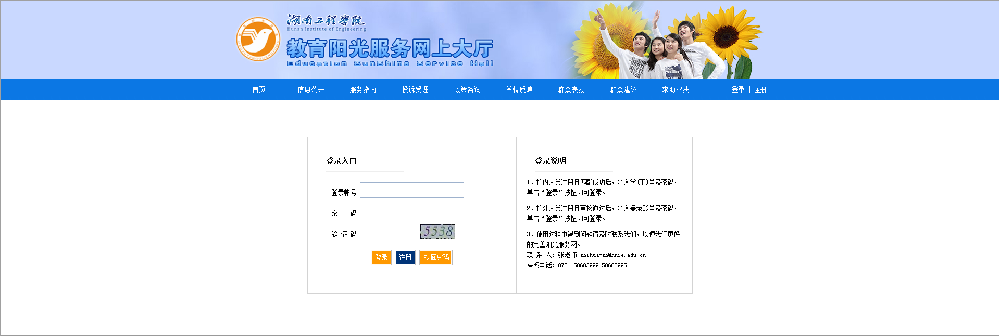 湖南工程学院
Hunan Institute of Engineering
教育阳光服务网上大厅
Education SunShine Service Hall
首页 信息公开 服务指南 投诉受理 政策咨询 舆情反映 群众表扬 群众建议 求助帮扶 登录 | 注册
登录入口
登录帐号
密 码
验 证 码 5538
登录 注册 找回密码
登录说明
1、校内人员注册且匹配成功后，输入学(工)号及密码，
单击“登录”按钮即可登录。
2、校外人员注册且审核通过后，输入登录账号及密码，
单击“登录”按钮即可登录。
3、使用过程中遇到问题请及时联系我们，以便我们更好
的完善阳光服务网。
联 系 人：张老师 shihua-zh@hnie.edu.cn
联系电话：0731-58683999 58683995